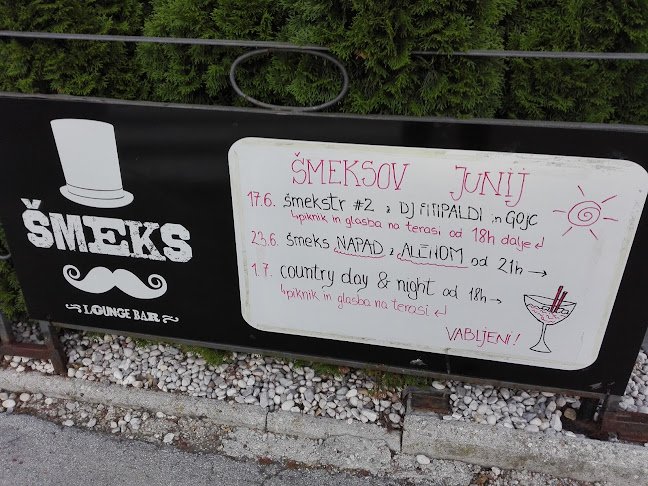 ŠMEKS
LOUNGE BAR
ŠMEKSOV JUNIJ
17.6. šmekstr #2 z DJ FITIPALDI in GOJC
↳piknik in glasba na terasi od 18h dalje ↲
23.6. šmeks NAPAD z ALENOM od 21h →
1.7. country day & night od 18h →
↳piknik in glasba na terasi ↲
VABLJENI!